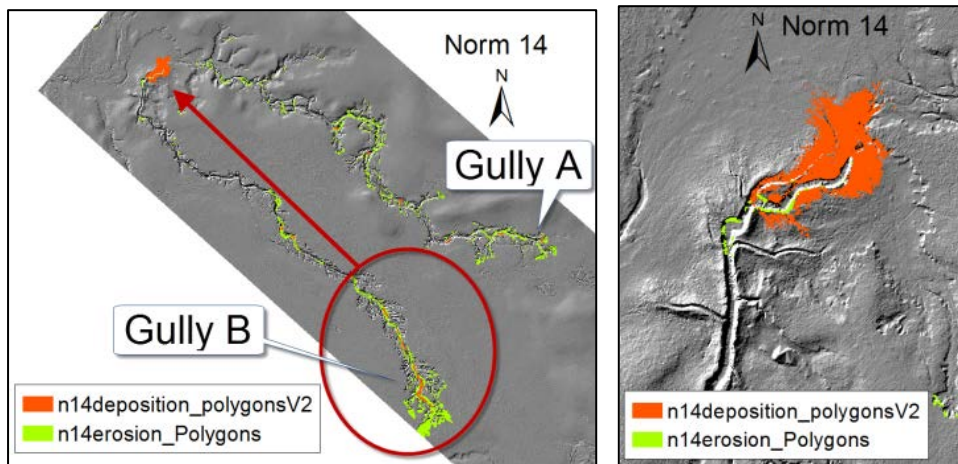 Norm 14
N
Gully A
Gully B
n14deposition_polygonsV2
n14erosion_Polygons
Norm 14
N
n14deposition_polygonsV2
n14erosion_Polygons